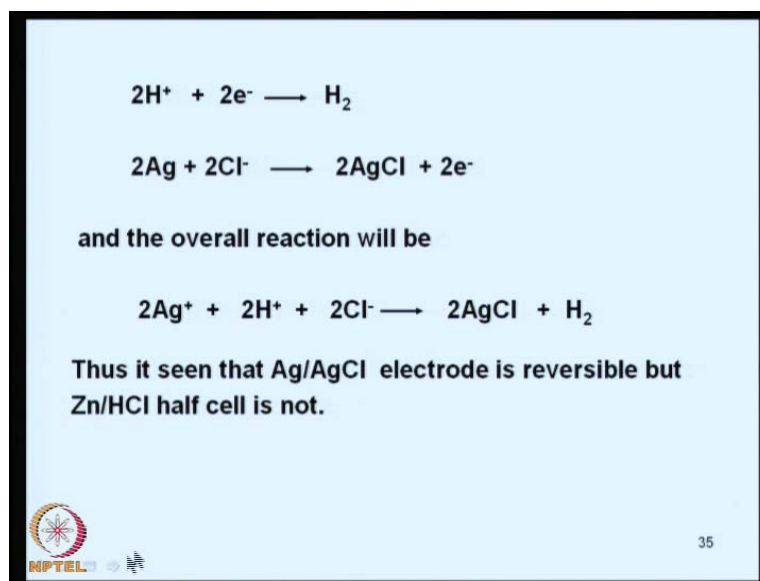 2H⁺ + 2e⁻ ⟶ H₂
2Ag + 2Cl⁻ ⟶ 2AgCl + 2e⁻
and the overall reaction will be
2Ag⁺ + 2H⁺ + 2Cl⁻ ⟶ 2AgCl + H₂
Thus it seen that Ag/AgCl electrode is reversible but
Zn/HCl half cell is not.
35
NPTEL